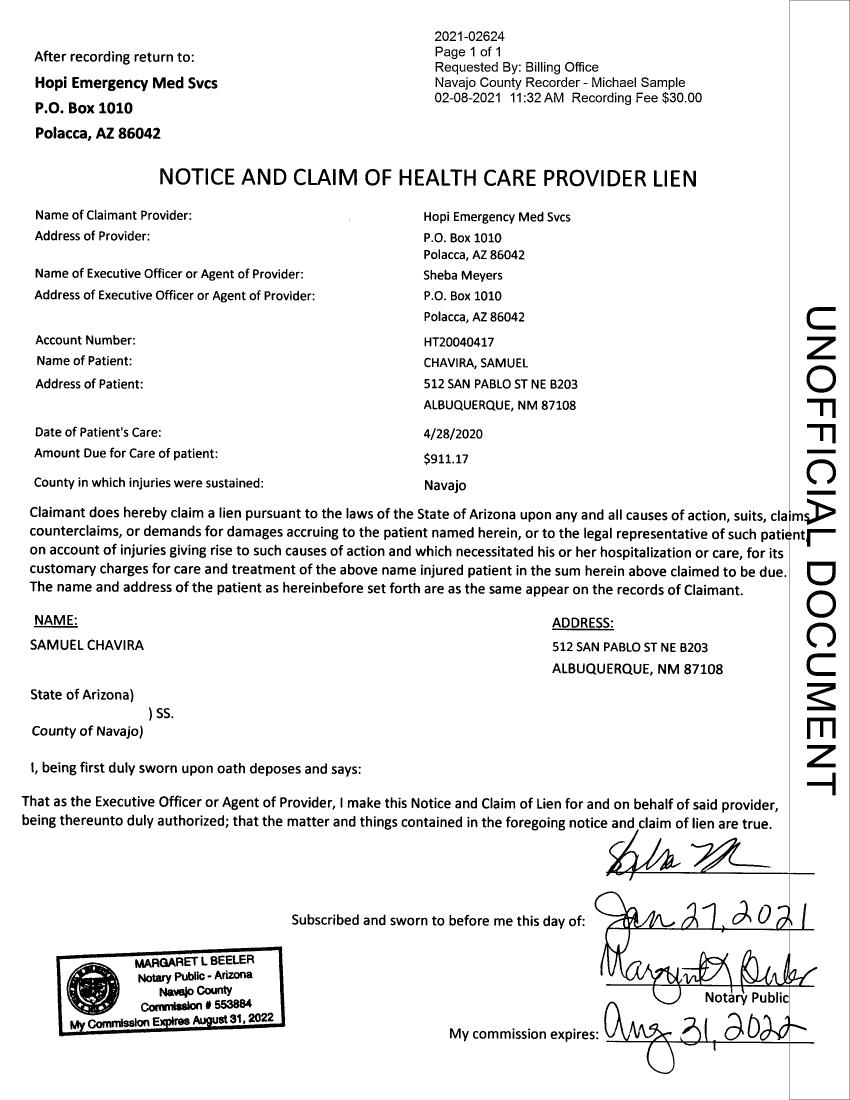 After recording return to:
Hopi Emergency Med Svcs
P.O. Box 1010
Polacca, AZ 86042
2021-02624
Page 1 of 1
Requested By: Billing Office
Navajo County Recorder - Michael Sample
02-08-2021 11:32 AM Recording Fee $30.00
NOTICE AND CLAIM OF HEALTH CARE PROVIDER LIEN
Name of Claimant Provider: Hopi Emergency Med Svcs
Address of Provider: P.O. Box 1010
Polacca, AZ 86042
Name of Executive Officer or Agent of Provider: Sheba Meyers
Address of Executive Officer or Agent of Provider: P.O. Box 1010
Polacca, AZ 86042
Account Number: HT20040417
Name of Patient: CHAVIRA, SAMUEL
Address of Patient: 512 SAN PABLO ST NE B203
ALBUQUERQUE, NM 87108
Date of Patient's Care: 4/28/2020
Amount Due for Care of patient: $911.17
County in which injuries were sustained: Navajo
Claimant does hereby claim a lien pursuant to the laws of the State of Arizona upon any and all causes of action, suits, claims,
counterclaims, or demands for damages accruing to the patient named herein, or to the legal representative of such patient,
on account of injuries giving rise to such causes of action and which necessitated his or her hospitalization or care, for its
customary charges for care and treatment of the above name injured patient in the sum herein above claimed to be due.
The name and address of the patient as hereinbefore set forth are as the same appear on the records of Claimant.
NAME: ADDRESS:
SAMUEL CHAVIRA 512 SAN PABLO ST NE B203
ALBUQUERQUE, NM 87108
State of Arizona)
) SS.
County of Navajo)
I, being first duly sworn upon oath deposes and says:
That as the Executive Officer or Agent of Provider, I make this Notice and Claim of Lien for and on behalf of said provider,
being thereunto duly authorized; that the matter and things contained in the foregoing notice and claim of lien are true.
Subscribed and sworn to before me this day of: Jan 27, 2021
MARGARET L BEELER
Notary Public - Arizona
Navajo County
Commission # 553884
My Commission Expires August 31, 2022
Notary Public
My commission expires: Aug 31, 2022
UNOFFICIAL DOCUMENT